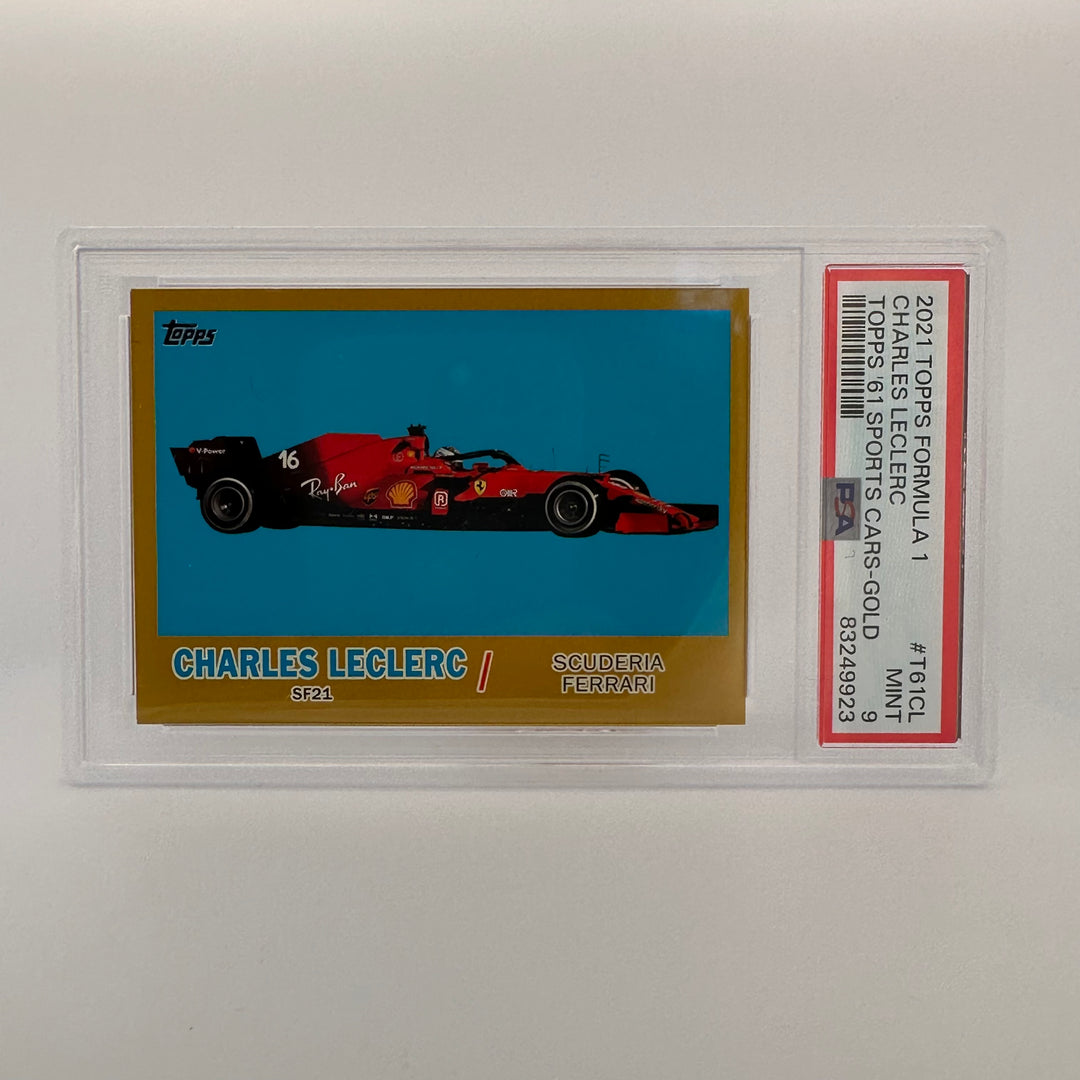 Topps
V-Power
16
Ray-Ban
CHARLES LECLERC /
SF21
SCUDERIA
FERRARI
2021 TOPPS FORMULA 1 #T61CL
CHARLES LECLERC MINT
TOPPS '61 SPORTS CARS-GOLD 9
PSA
83249923